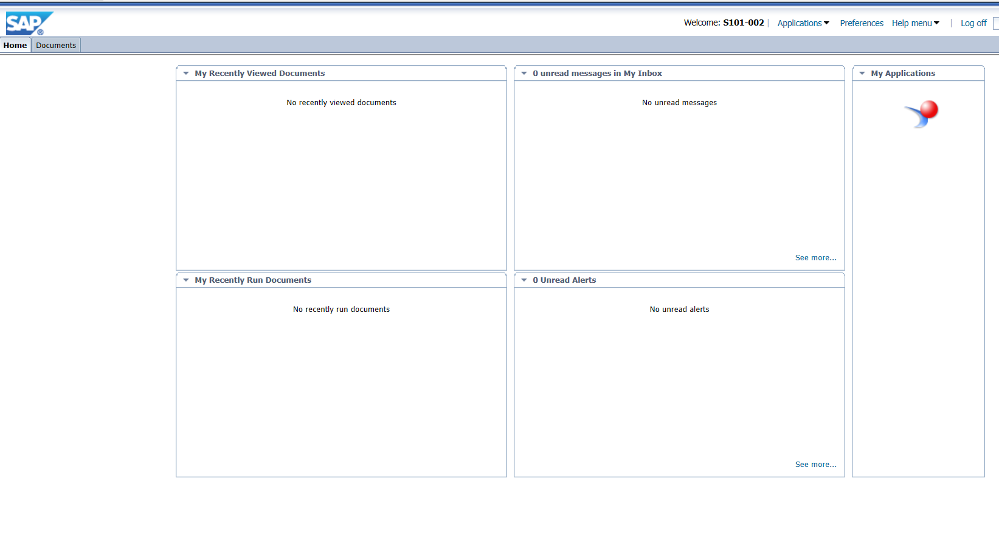 SAP®
Welcome: S101-002 | Applications Preferences Help menu | Log off
Home Documents
My Recently Viewed Documents
No recently viewed documents
0 unread messages in My Inbox
No unread messages
See more...
My Applications
My Recently Run Documents
No recently run documents
0 Unread Alerts
No unread alerts
See more...